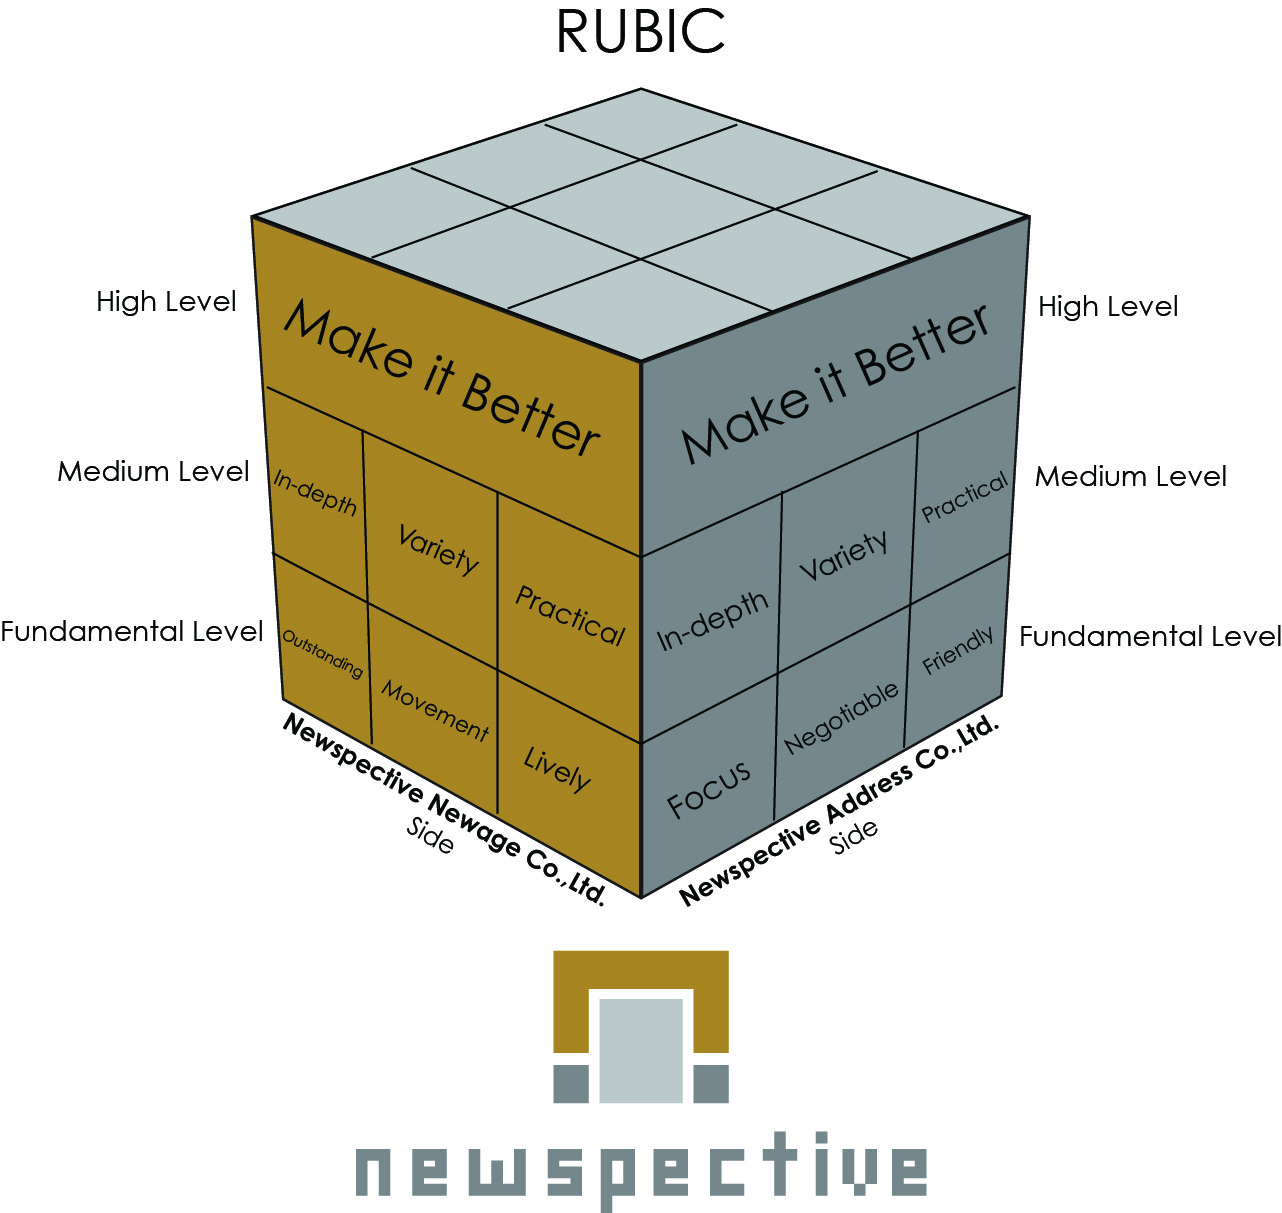 RUBIC
High Level
Make it Better
Make it Better
High Level
Medium Level
In-depth
Variety
Practical
In-depth
Variety
Practical
Medium Level
Fundamental Level
Outstanding
Movement
Lively
Focus
Negotiable
Friendly
Fundamental Level
Newspective Newage Co.,Ltd.
Side
Newspective Address Co.,Ltd.
Side
newspective